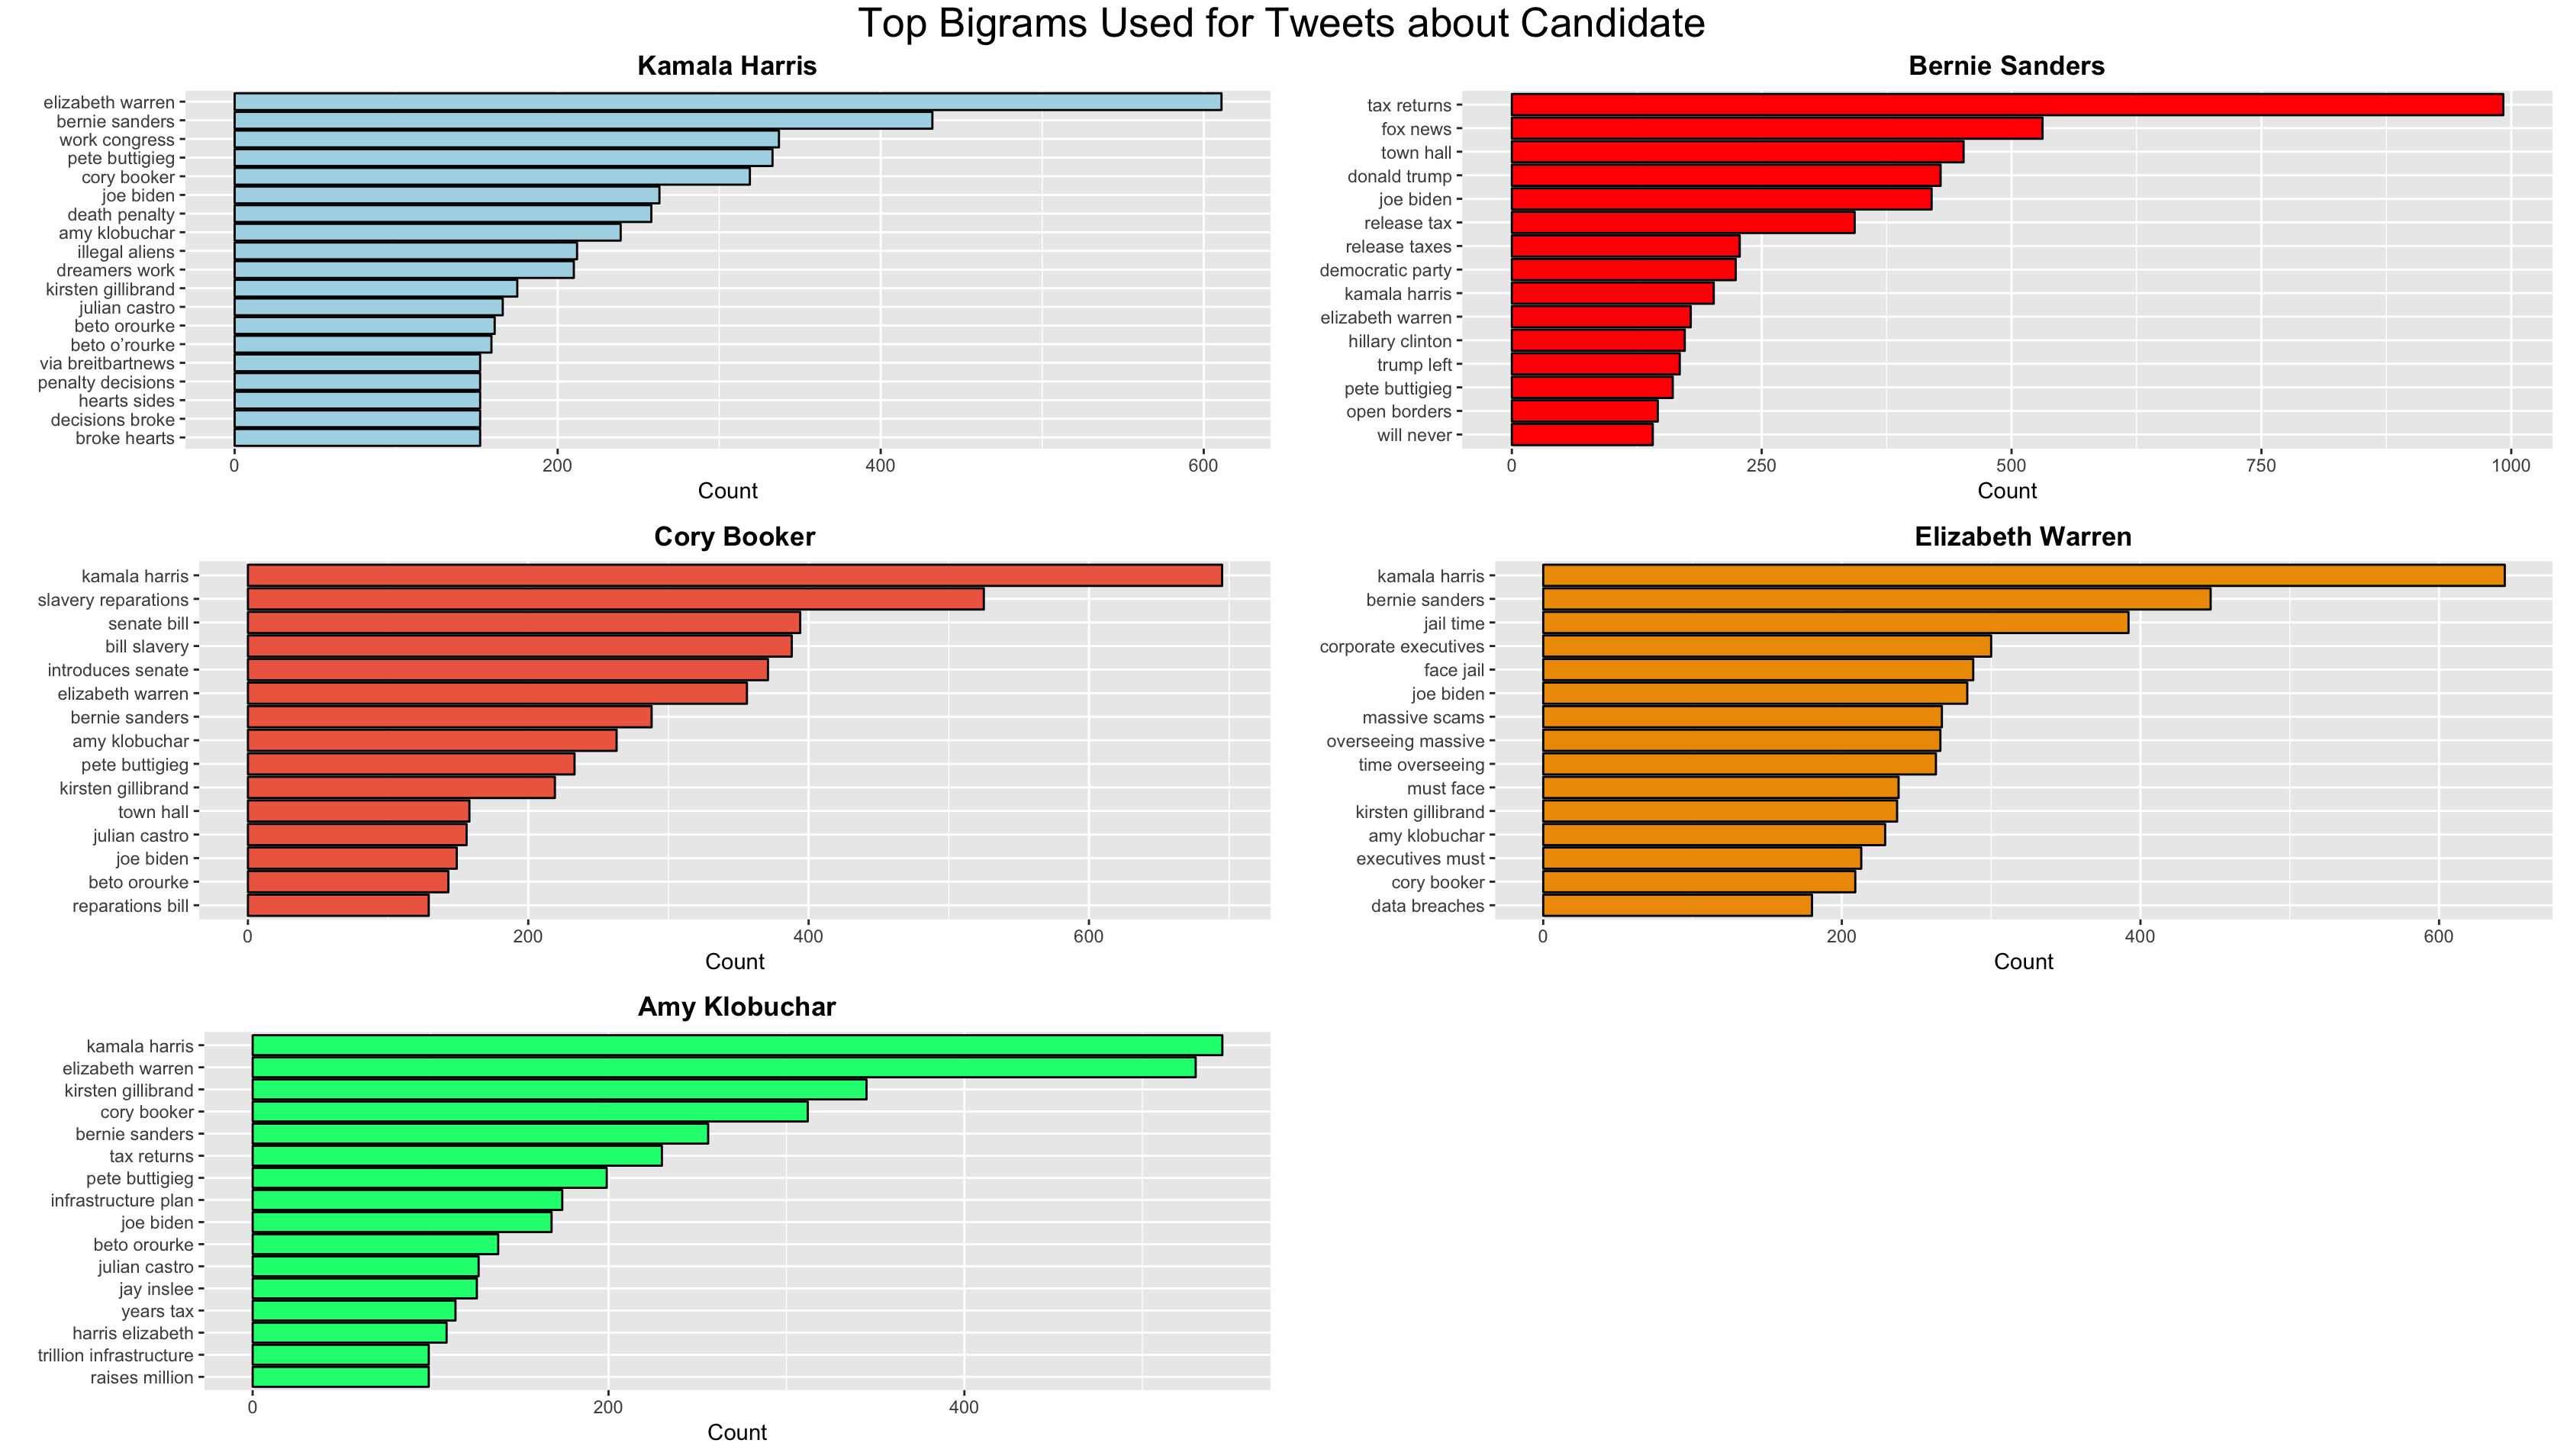 Top Bigrams Used for Tweets about Candidate
Kamala Harris
elizabeth warren
bernie sanders
work congress
pete buttigieg
cory booker
joe biden
death penalty
amy klobuchar
illegal aliens
dreamers work
kirsten gillibrand
julian castro
beto orourke
beto o’rourke
via breitbartnews
penalty decisions
hearts sides
decisions broke
broke hearts
0 200 400 600
Count
Bernie Sanders
tax returns
fox news
town hall
donald trump
joe biden
release tax
release taxes
democratic party
kamala harris
elizabeth warren
hillary clinton
trump left
pete buttigieg
open borders
will never
0 250 500 750 1000
Count
Cory Booker
kamala harris
slavery reparations
senate bill
bill slavery
introduces senate
elizabeth warren
bernie sanders
amy klobuchar
pete buttigieg
kirsten gillibrand
town hall
julian castro
joe biden
beto orourke
reparations bill
0 200 400 600
Count
Elizabeth Warren
kamala harris
bernie sanders
jail time
corporate executives
face jail
joe biden
massive scams
overseeing massive
time overseeing
must face
kirsten gillibrand
amy klobuchar
executives must
cory booker
data breaches
0 200 400 600
Count
Amy Klobuchar
kamala harris
elizabeth warren
kirsten gillibrand
cory booker
bernie sanders
tax returns
pete buttigieg
infrastructure plan
joe biden
beto orourke
julian castro
jay inslee
years tax
harris elizabeth
trillion infrastructure
raises million
0 200 400
Count